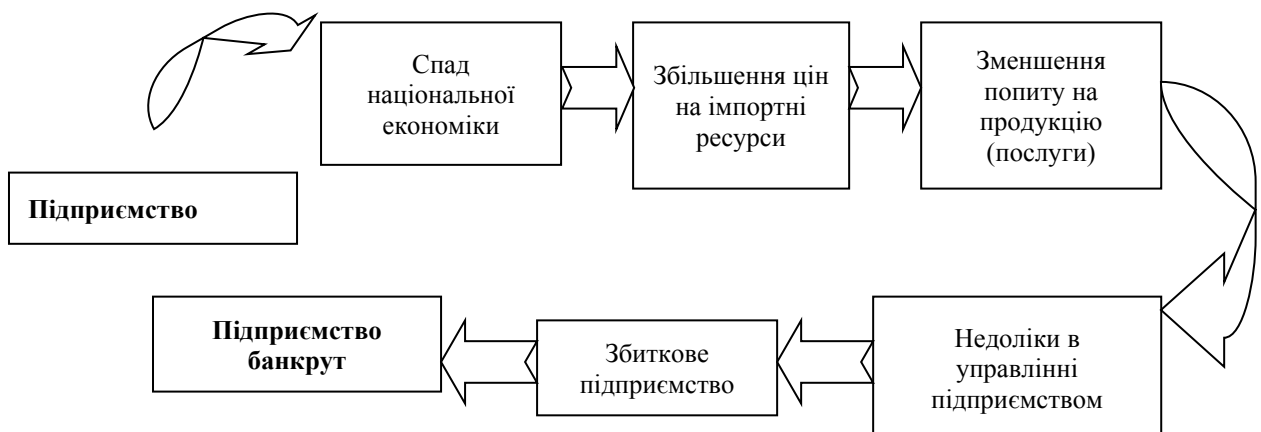 Підприємство
Спад
національної
економіки
Збільшення цін
на імпортні
ресурси
Зменшення
попиту на
продукцію
(послуги)
Недоліки в
управлінні
підприємством
Збиткове
підприємство
Підприємство
банкрут